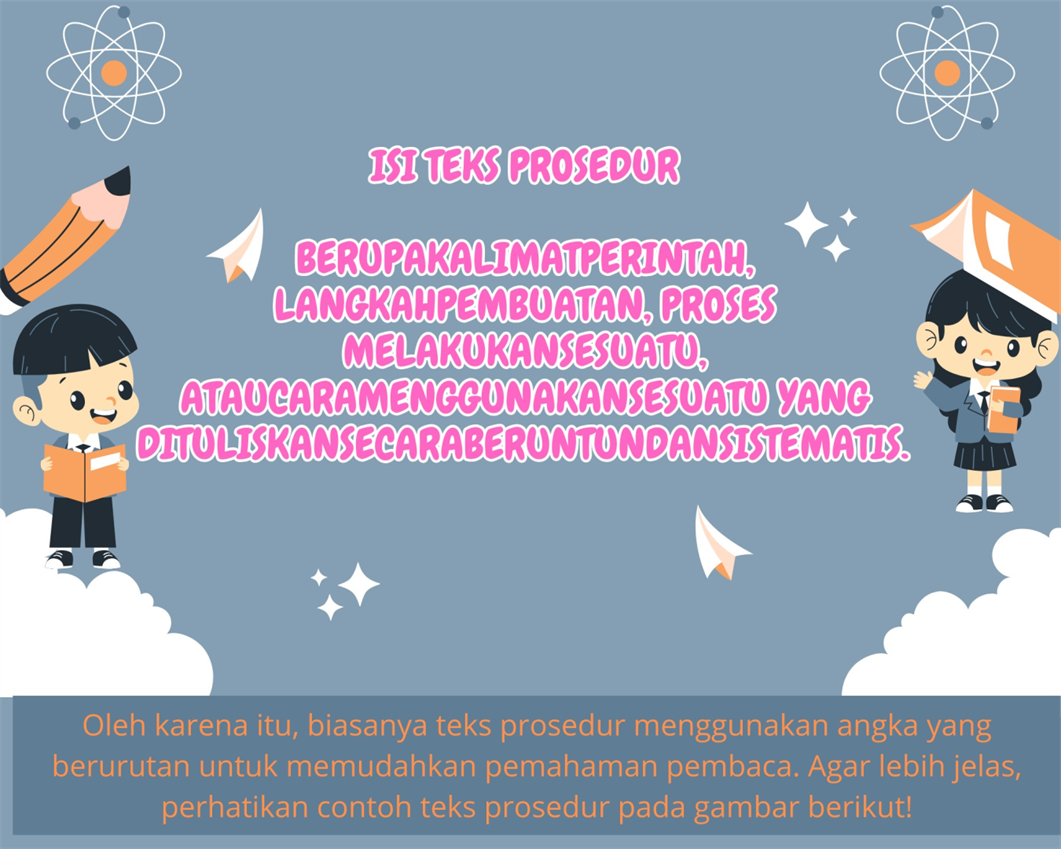 ISI TEKS PROSEDUR
BERUPAKALIMATPERINTAH,
LANGKAHPEMBUATAN, PROSES
MELAKUKANSESUATU,
ATAUCARAMENGGUNAKANSESUATU YANG
DITULISKANSECARABERUNTUNDANSISTEMATIS.
Oleh karena itu, biasanya teks prosedur menggunakan angka yang
berurutan untuk memudahkan pemahaman pembaca. Agar lebih jelas,
perhatikan contoh teks prosedur pada gambar berikut!